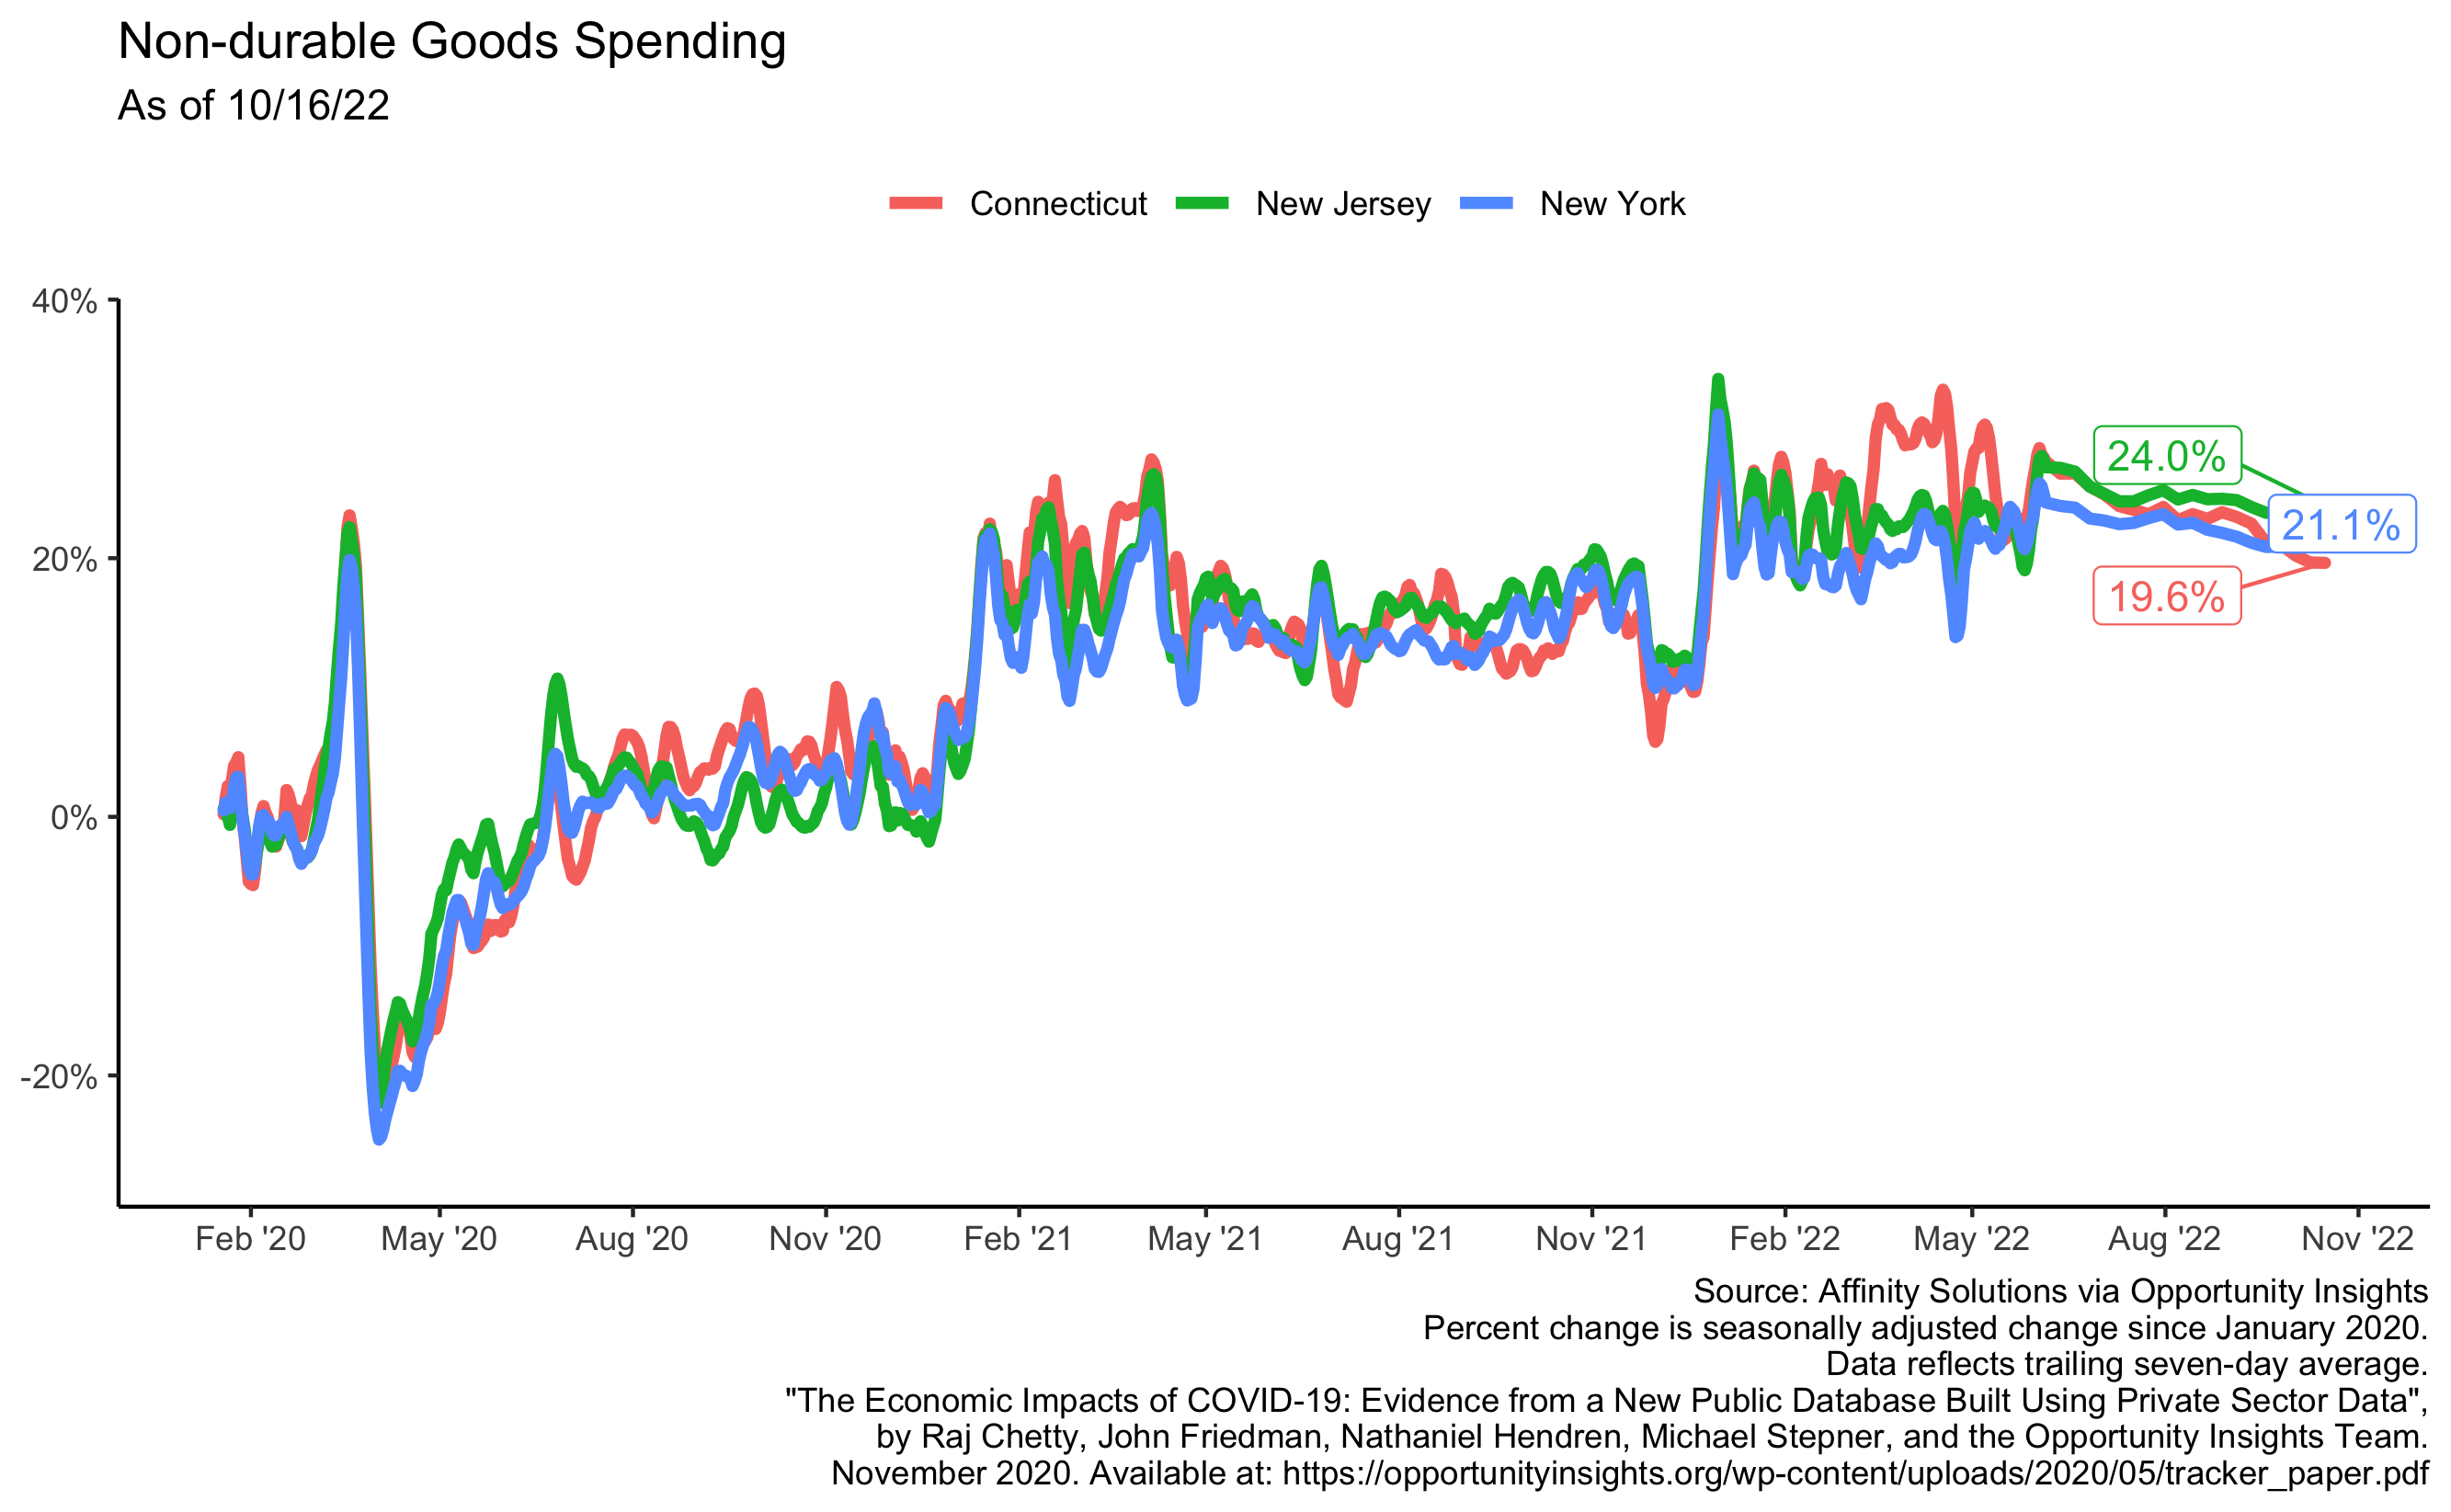 Non-durable Goods Spending
As of 10/16/22
Connecticut New Jersey New York
40%
20%
0%
-20%
24.0%
21.1%
19.6%
Feb '20 May '20 Aug '20 Nov '20 Feb '21 May '21 Aug '21 Nov '21 Feb '22 May '22 Aug '22 Nov '22
Source: Affinity Solutions via Opportunity Insights
Percent change is seasonally adjusted change since January 2020.
Data reflects trailing seven-day average.
"The Economic Impacts of COVID-19: Evidence from a New Public Database Built Using Private Sector Data",
by Raj Chetty, John Friedman, Nathaniel Hendren, Michael Stepner, and the Opportunity Insights Team.
November 2020. Available at: https://opportunityinsights.org/wp-content/uploads/2020/05/tracker_paper.pdf